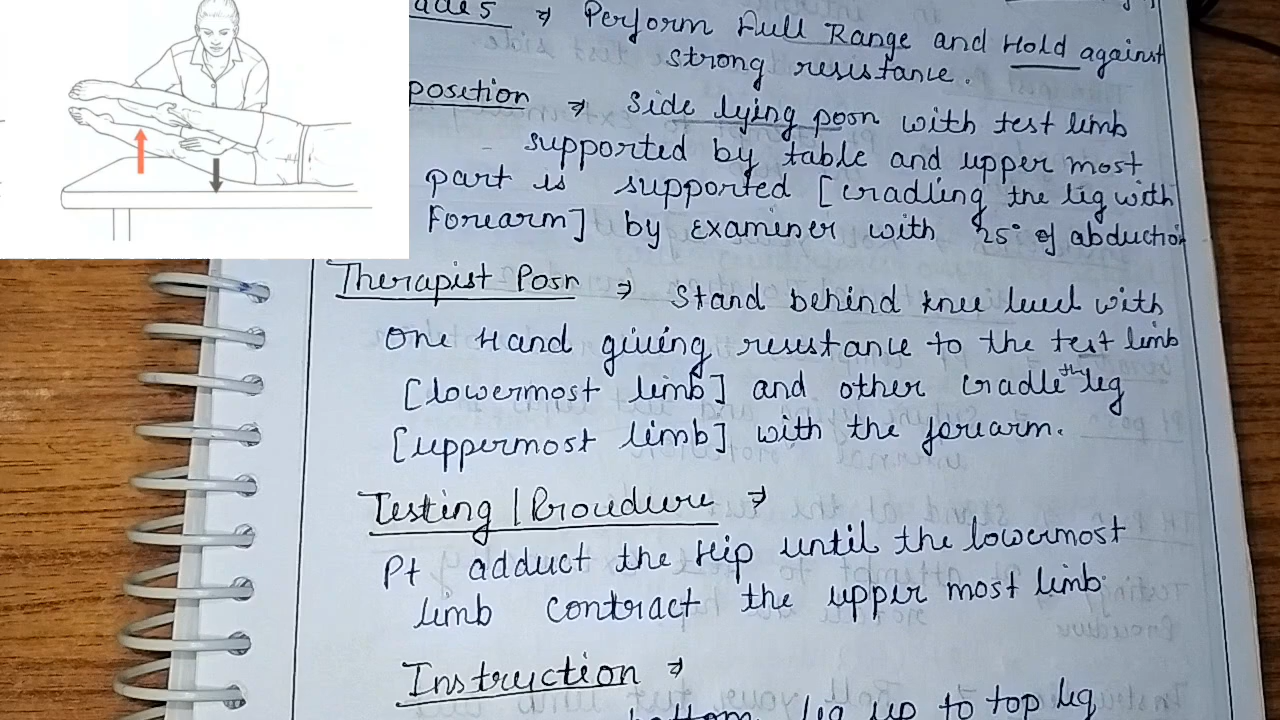 ⇒ Perform Full Range and Hold against
strong resistance.
position ⇒ Side lying posn with test limb
supported by table and upper most
part is supported [cradling the leg with
Forearm] by examiner with 25° of abduction
Therapist Posn ⇒ Stand behind knee level with
one Hand giving resistance to the test limb
[lowermost limb] and other cradle the leg
[uppermost limb] with the forearm.
Testing / Proudure ⇒
Pt adduct the Hip until the lowermost
limb contract the upper most limb.
Instruction ⇒
bottom leg up to top leg